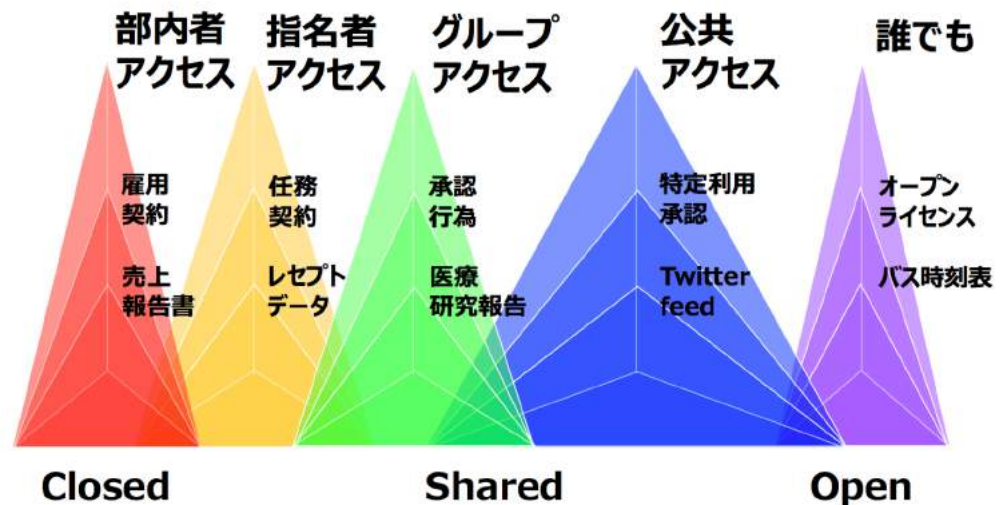 部内者
アクセス
指名者
アクセス
グループ
アクセス
公共
アクセス
誰でも
雇用
契約
任務
契約
承認
行為
特定利用
承認
オープン
ライセンス
売上
報告書
レセプト
データ
医療
研究報告
Twitter
feed
バス時刻表
Closed
Shared
Open